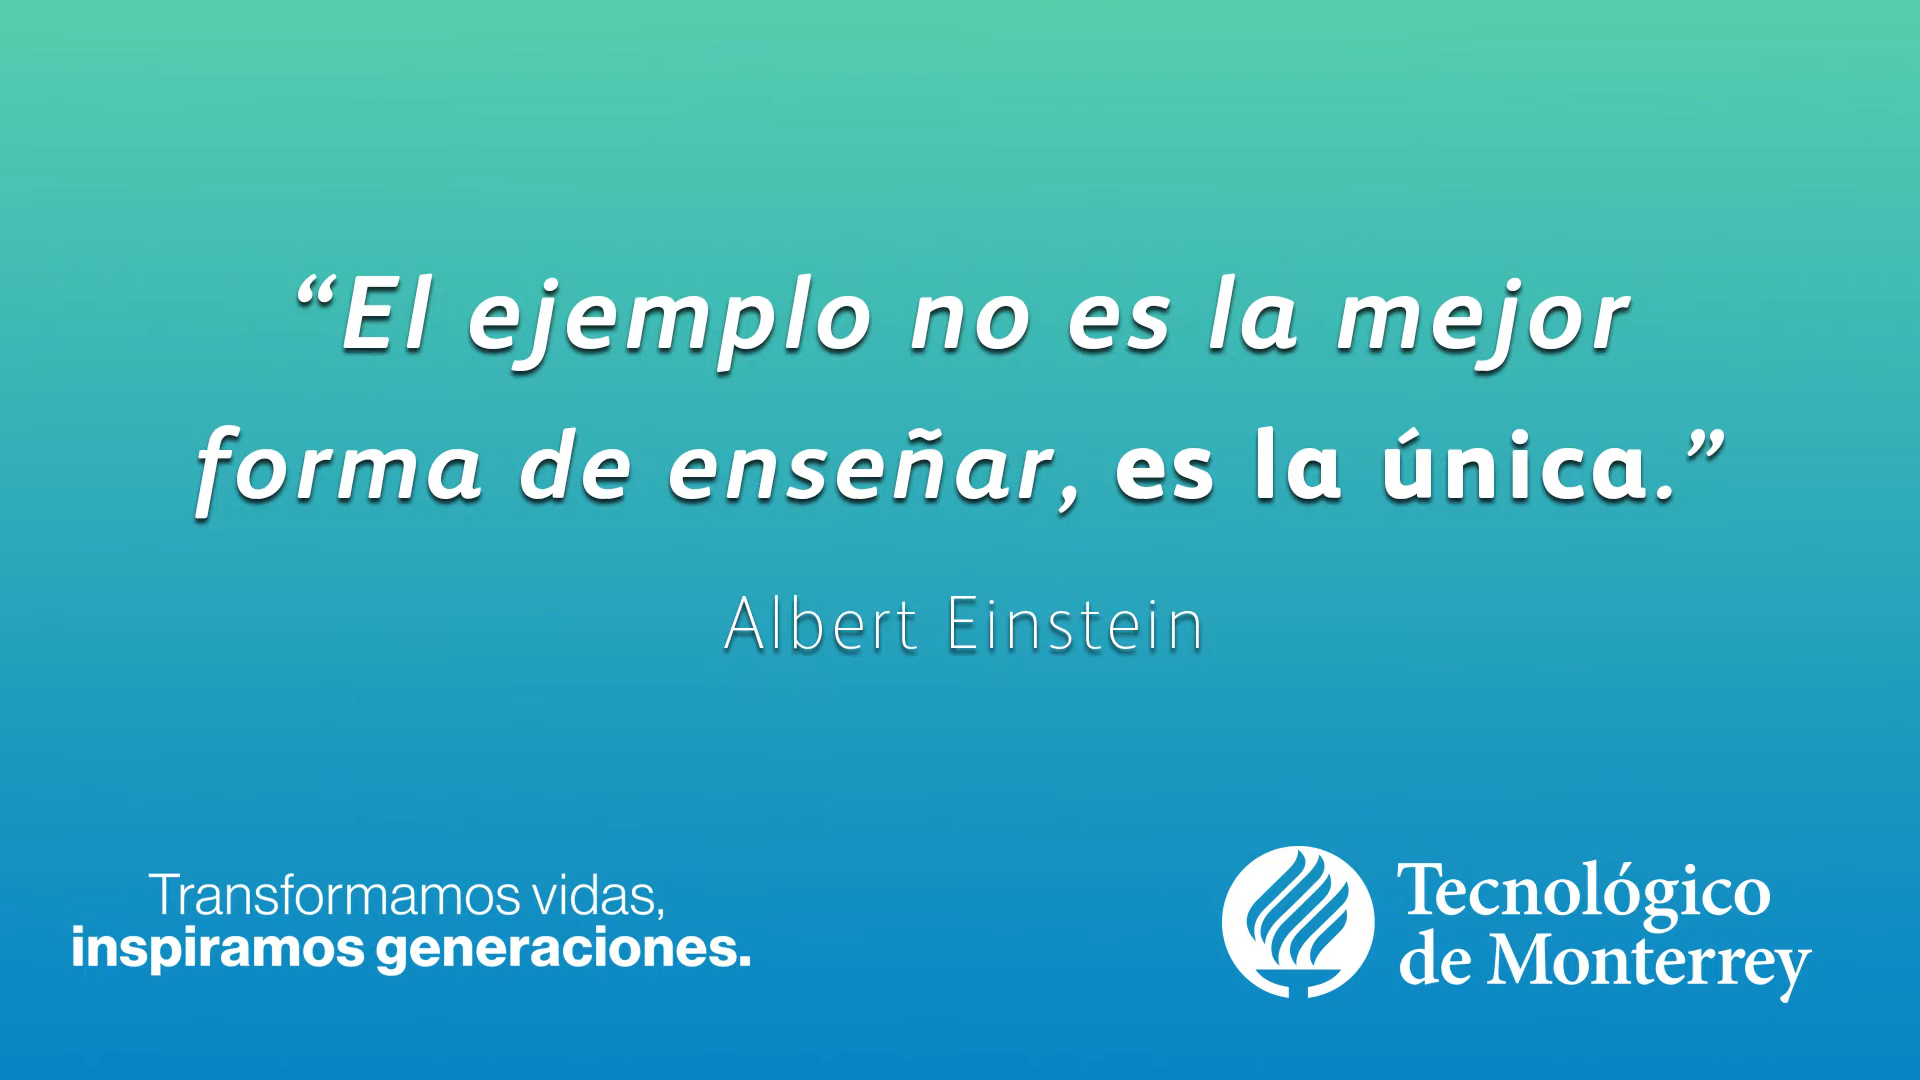 “El ejemplo no es la mejor
forma de enseñar, es la única.”
Albert Einstein
Transformamos vidas,
inspiramos generaciones.
Tecnológico
de Monterrey